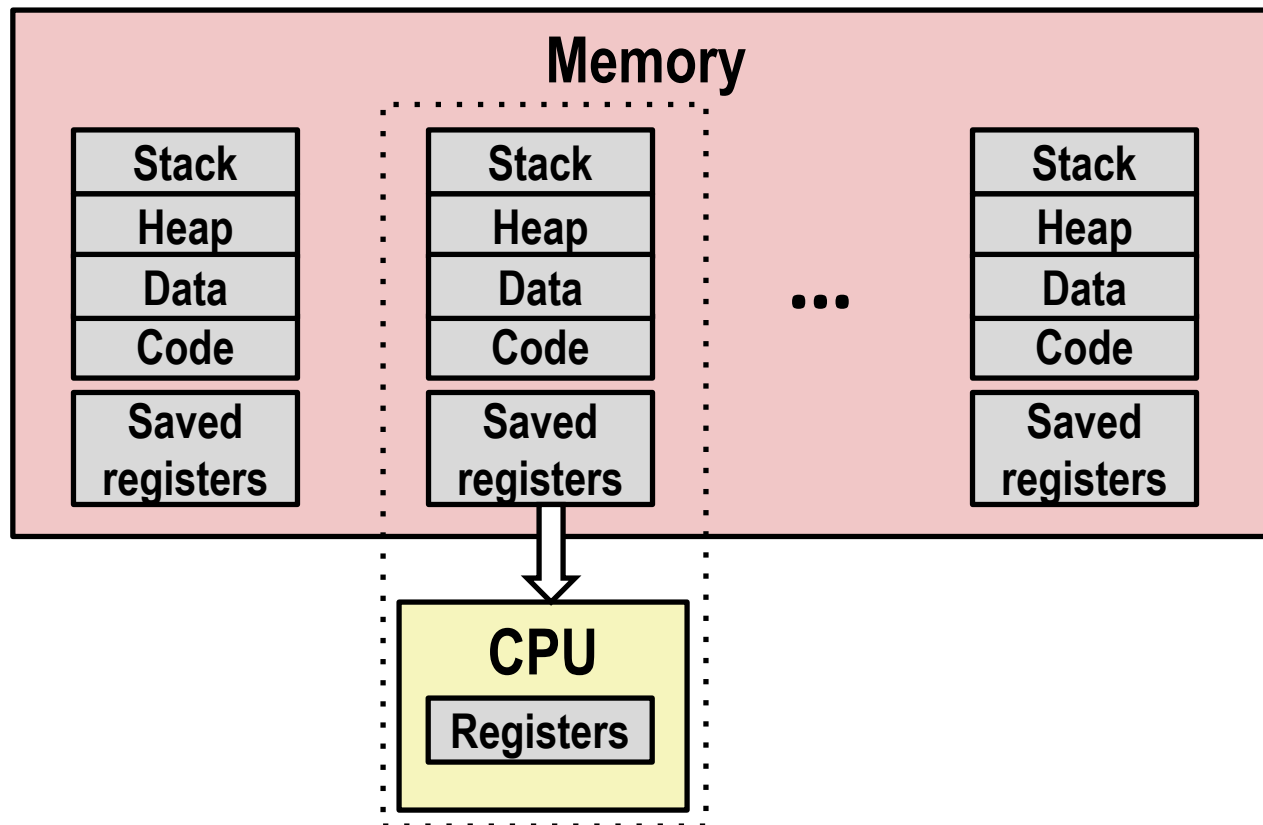 Memory
Stack
Heap
Data
Code
Saved
registers
Stack
Heap
Data
Code
Saved
registers
...
Stack
Heap
Data
Code
Saved
registers
CPU
Registers